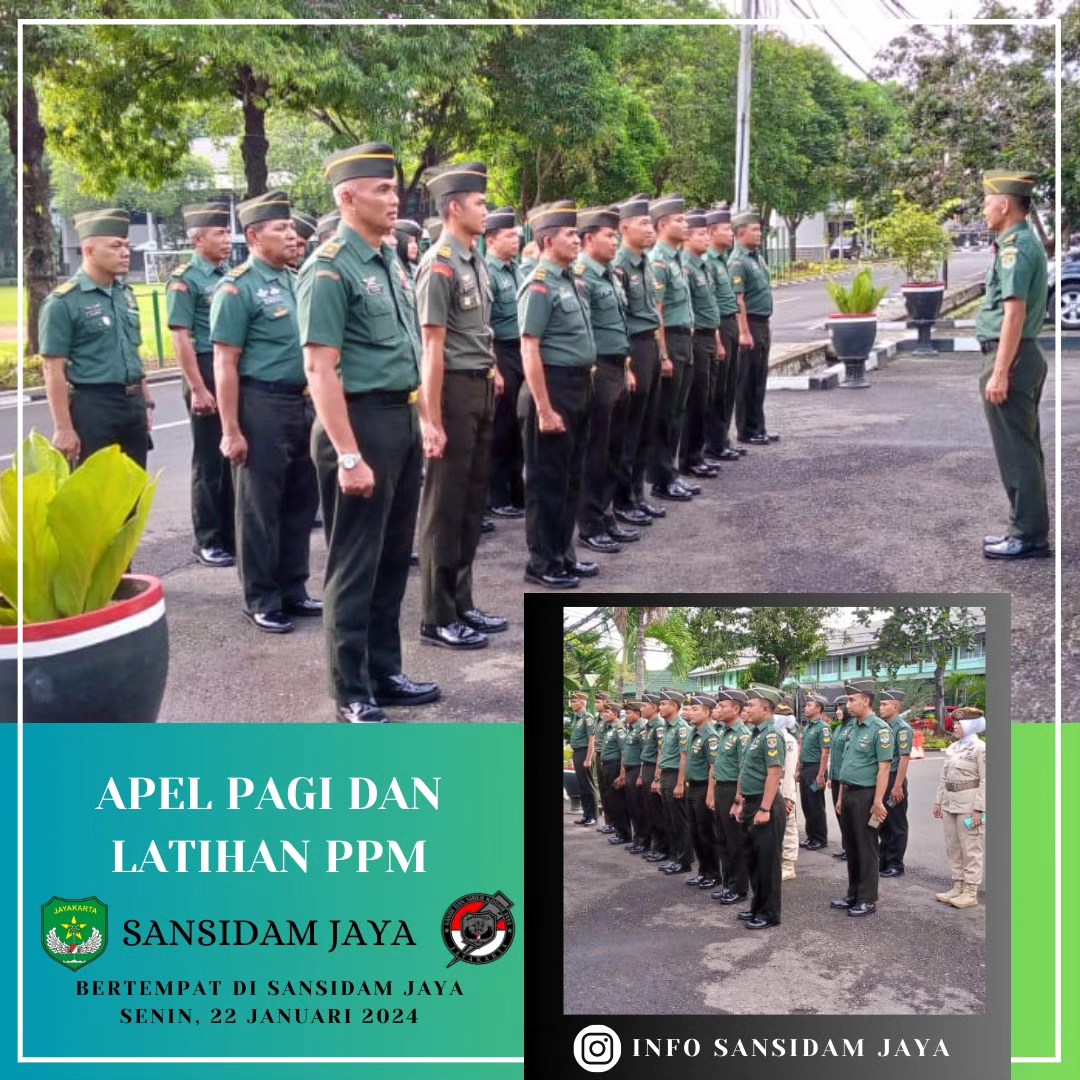 APEL PAGI DAN
LATIHAN PPM
JAYAKARTA
SANSIDAM JAYA
BERTEMPAT DI SANSIDAM JAYA
SENIN, 22 JANUARI 2024
INFO SANSIDAM JAYA